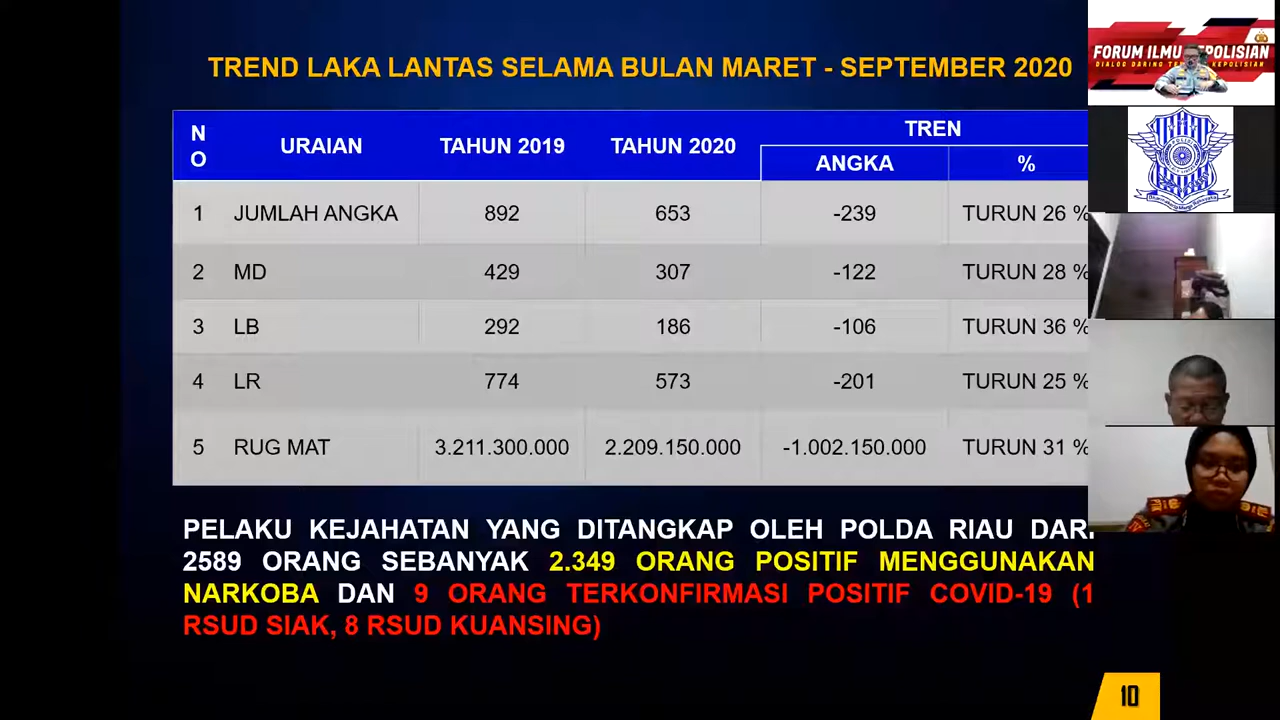 TREND LAKA LANTAS SELAMA BULAN MARET - SEPTEMBER 2020
NO URAIAN TAHUN 2019 TAHUN 2020 TREN
ANGKA %
1 JUMLAH ANGKA 892 653 -239 TURUN 26 %
2 MD 429 307 -122 TURUN 28 %
3 LB 292 186 -106 TURUN 36 %
4 LR 774 573 -201 TURUN 25 %
5 RUG MAT 3.211.300.000 2.209.150.000 -1.002.150.000 TURUN 31 %
PELAKU KEJAHATAN YANG DITANGKAP OLEH POLDA RIAU DARI
2589 ORANG SEBANYAK 2.349 ORANG POSITIF MENGGUNAKAN
NARKOBA DAN 9 ORANG TERKONFIRMASI POSITIF COVID-19 (1
RSUD SIAK, 8 RSUD KUANSING)
10
FORUM ILMU KEPOLISIAN
DIALOG DARING KEPOLISIAN